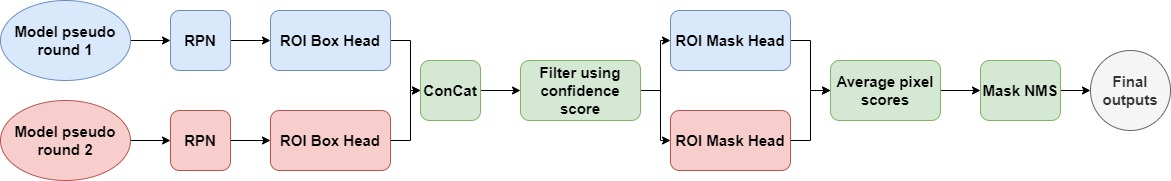 Model pseudo
round 1
RPN
ROI Box Head
Model pseudo
round 2
RPN
ROI Box Head
ConCat
Filter using
confidence
score
ROI Mask Head
ROI Mask Head
Average pixel
scores
Mask NMS
Final
outputs